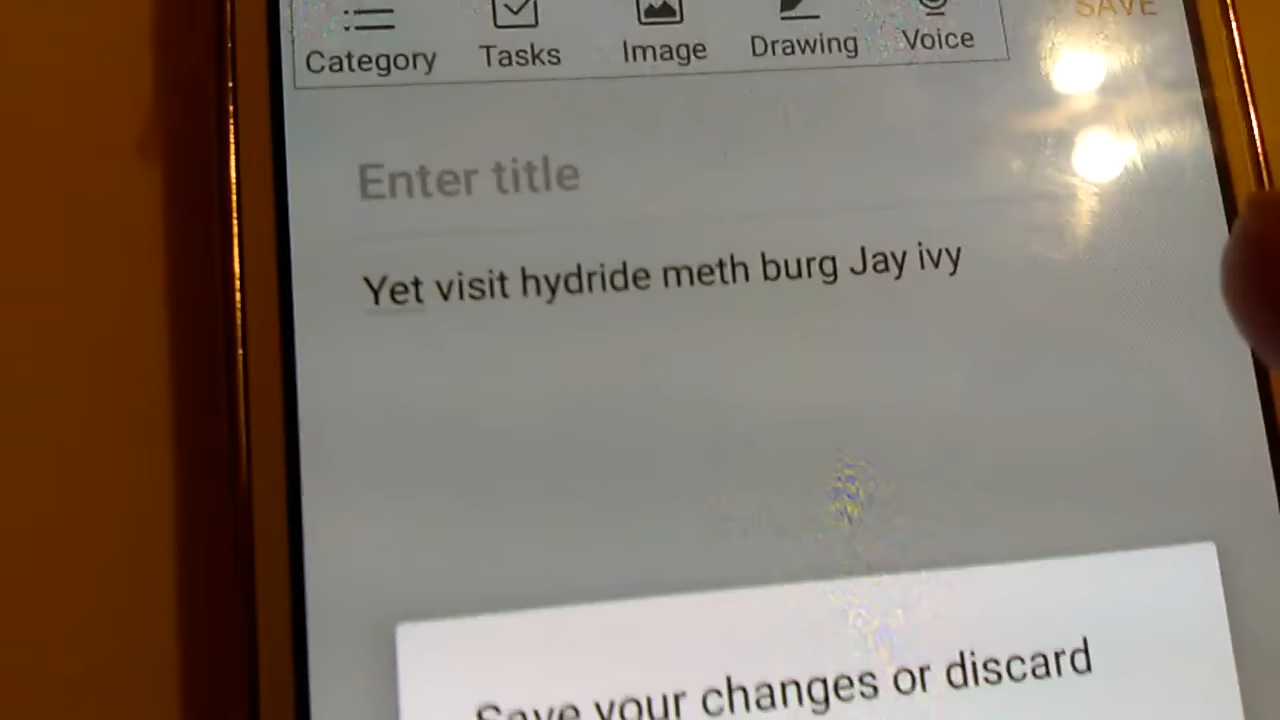 SAVE
Category Tasks Image Drawing Voice
Enter title
Yet visit hydride meth burg Jay ivy
Save your changes or discard